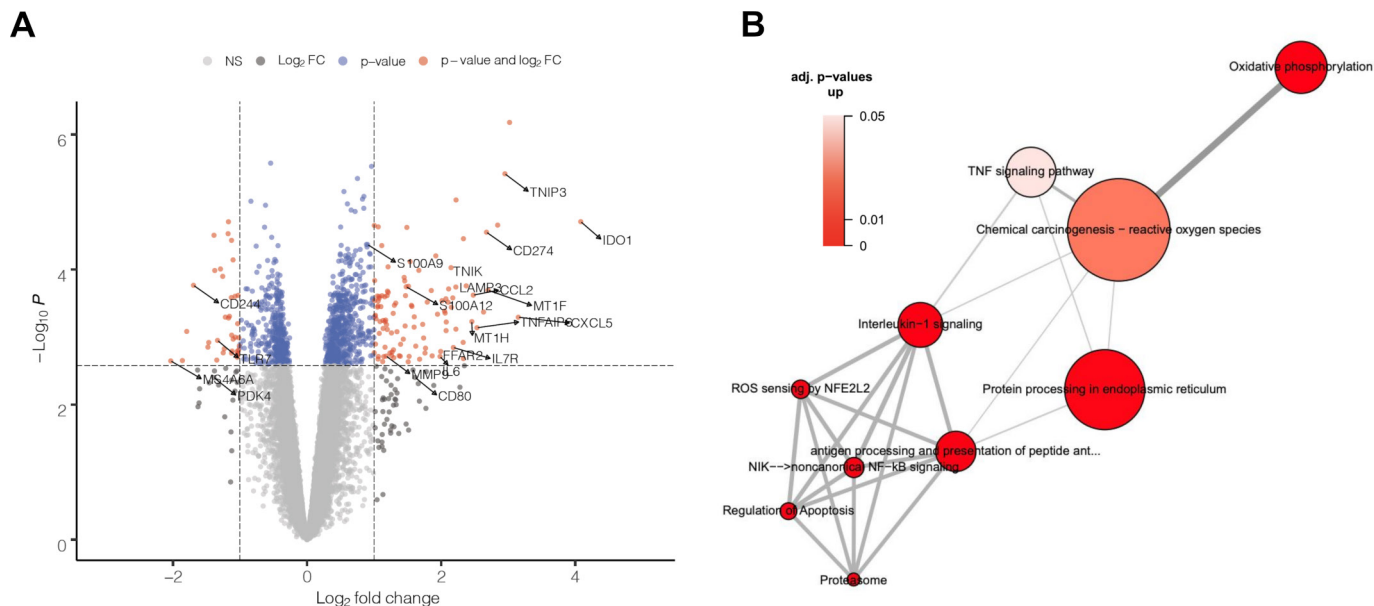 A
NS
Log2 FC
p-value
p – value and log2 FC
6
4
2
0
−Log10 P
TNIP3
IDO1
CD274
S100A9
TNIK
LAMP3
CCL2
CD244
S100A12
MT1F
TNFAIP6
CXCL5
MT1H
TLR7
FFAR2
IL7R
IL6
MS4A6A
MMP9
PDK4
CD80
−2
0
2
4
Log2 fold change
B
adj. p-values
up
0.05
0.01
0
Oxidative phosphorylation
TNF signaling pathway
Chemical carcinogenesis − reactive oxygen species
Interleukin-1 signaling
ROS sensing by NFE2L2
Protein processing in endoplasmic reticulum
antigen processing and presentation of peptide ant...
NIK-->noncanonical NF-kB signaling
Regulation of Apoptosis
Proteasome